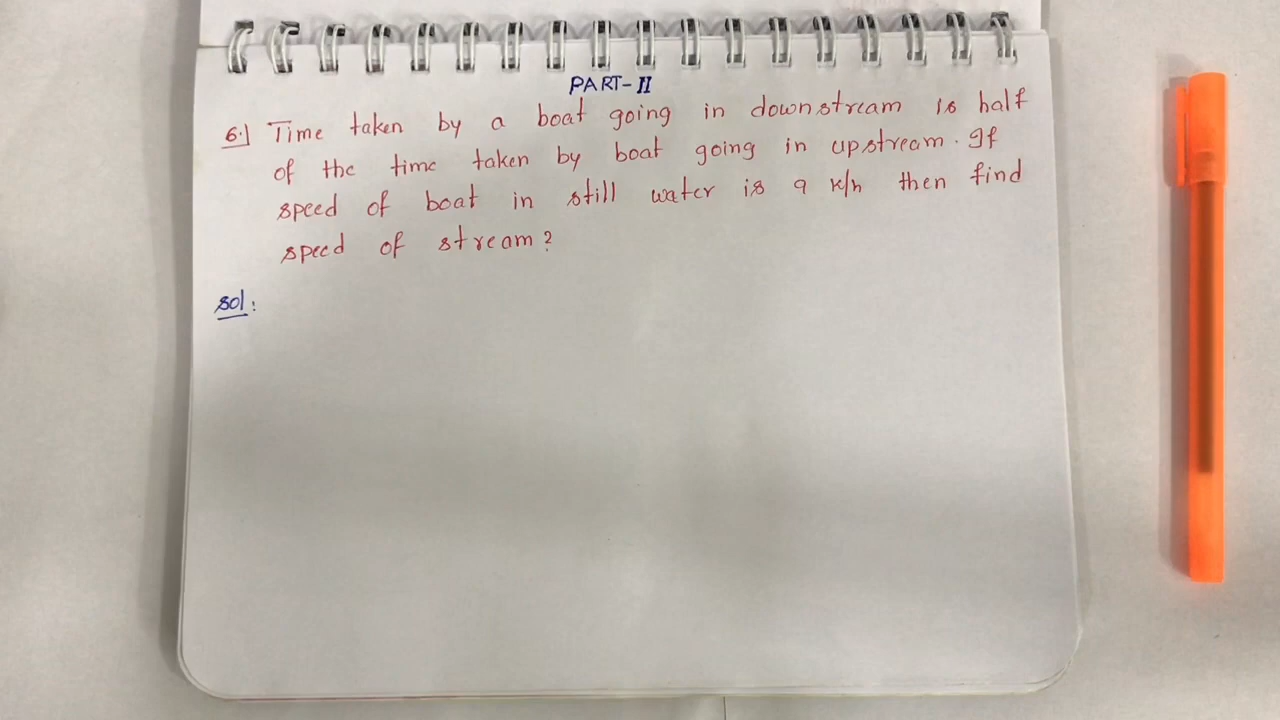 PART-II
6.) Time taken by a boat going in downstream is half
of the time taken by boat going in upstream. If
speed of boat in still water is 9 k/h then find
speed of stream?
Sol: